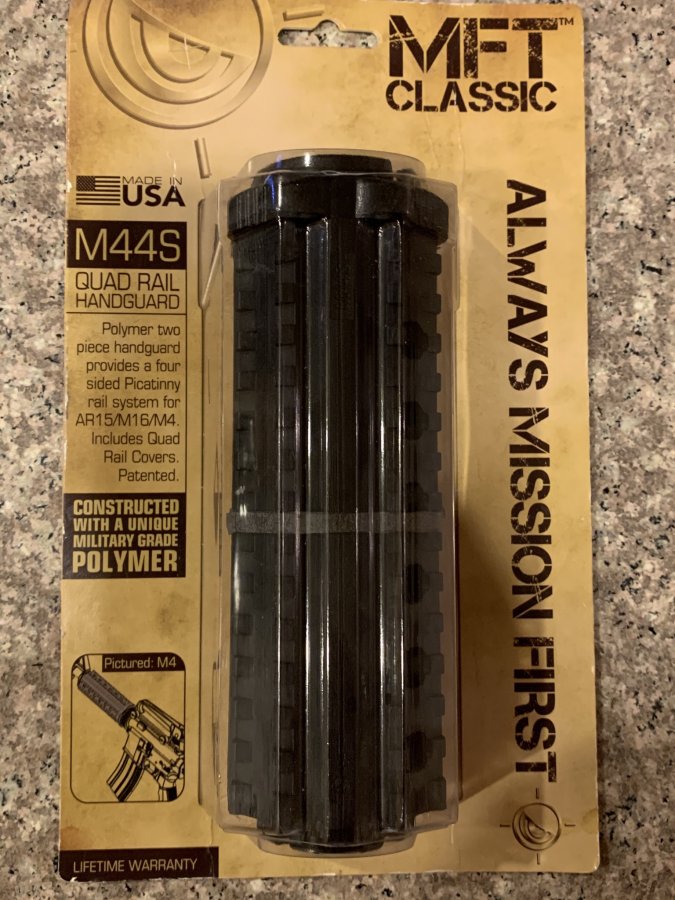 MFT™
CLASSIC
MADE IN
USA
M44S
QUAD RAIL
HANDGUARD
Polymer two
piece handguard
provides a four
sided Picatinny
rail system for
AR15/M16/M4.
Includes Quad
Rail Covers.
Patented.
CONSTRUCTED
WITH A UNIQUE
MILITARY GRADE
POLYMER
Pictured: M4
LIFETIME WARRANTY
ALWAYS MISSION FIRST